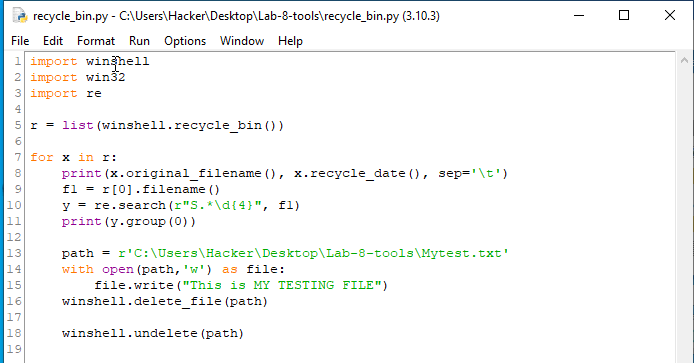 recycle_bin.py - C:\Users\Hacker\Desktop\Lab-8-tools\recycle_bin.py (3.10.3)
File Edit Format Run Options Window Help
1 import winshell
2 import win32
3 import re
4
5 r = list(winshell.recycle_bin())
6
7 for x in r:
8     print(x.original_filename(), x.recycle_date(), sep='\t')
9     f1 = r[0].filename()
10     y = re.search(r"S.*\d{4}", f1)
11     print(y.group(0))
12
13     path = r'C:\Users\Hacker\Desktop\Lab-8-tools\Mytest.txt'
14     with open(path,'w') as file:
15         file.write("This is MY TESTING FILE")
16     winshell.delete_file(path)
17
18     winshell.undelete(path)
19